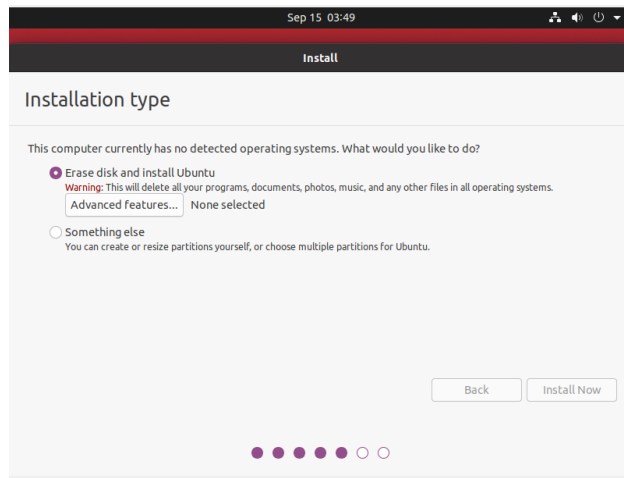 Sep 15 03:49
Install
Installation type
This computer currently has no detected operating systems. What would you like to do?
Erase disk and install Ubuntu
Warning: This will delete all your programs, documents, photos, music, and any other files in all operating systems.
Advanced features... None selected
Something else
You can create or resize partitions yourself, or choose multiple partitions for Ubuntu.
Back Install Now